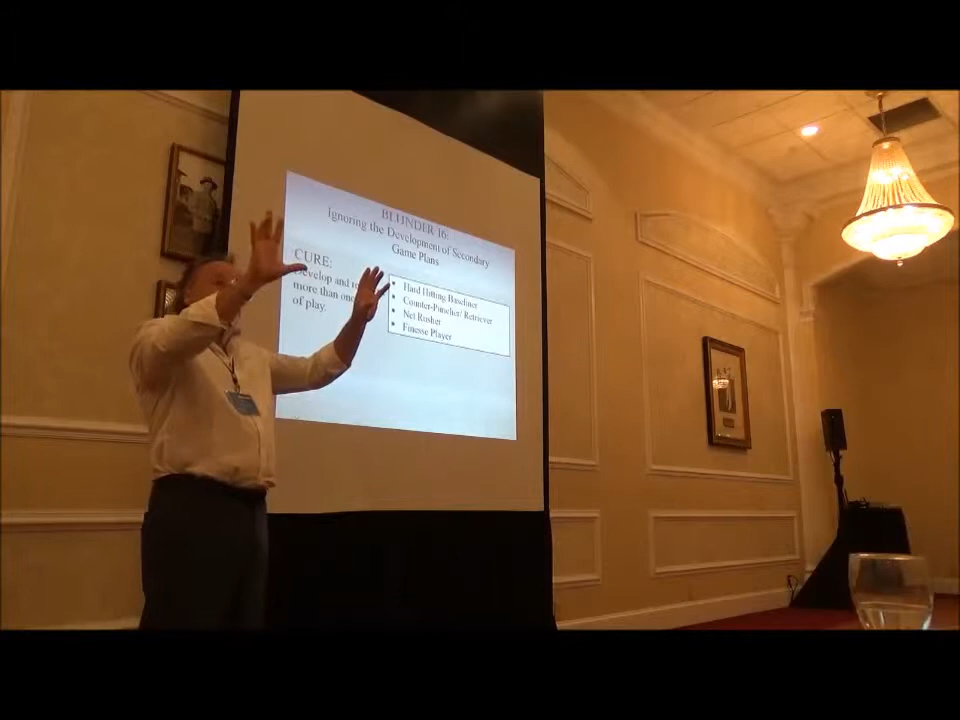 BLUNDER 16:
Ignoring the Development of Secondary
Game Plans
CURE:
Develop and
more than one
of play.
▪ Hard Hitting Baseliner
▪ Counter-Puncher/ Retriever
▪ Net Rusher
▪ Finesse Player